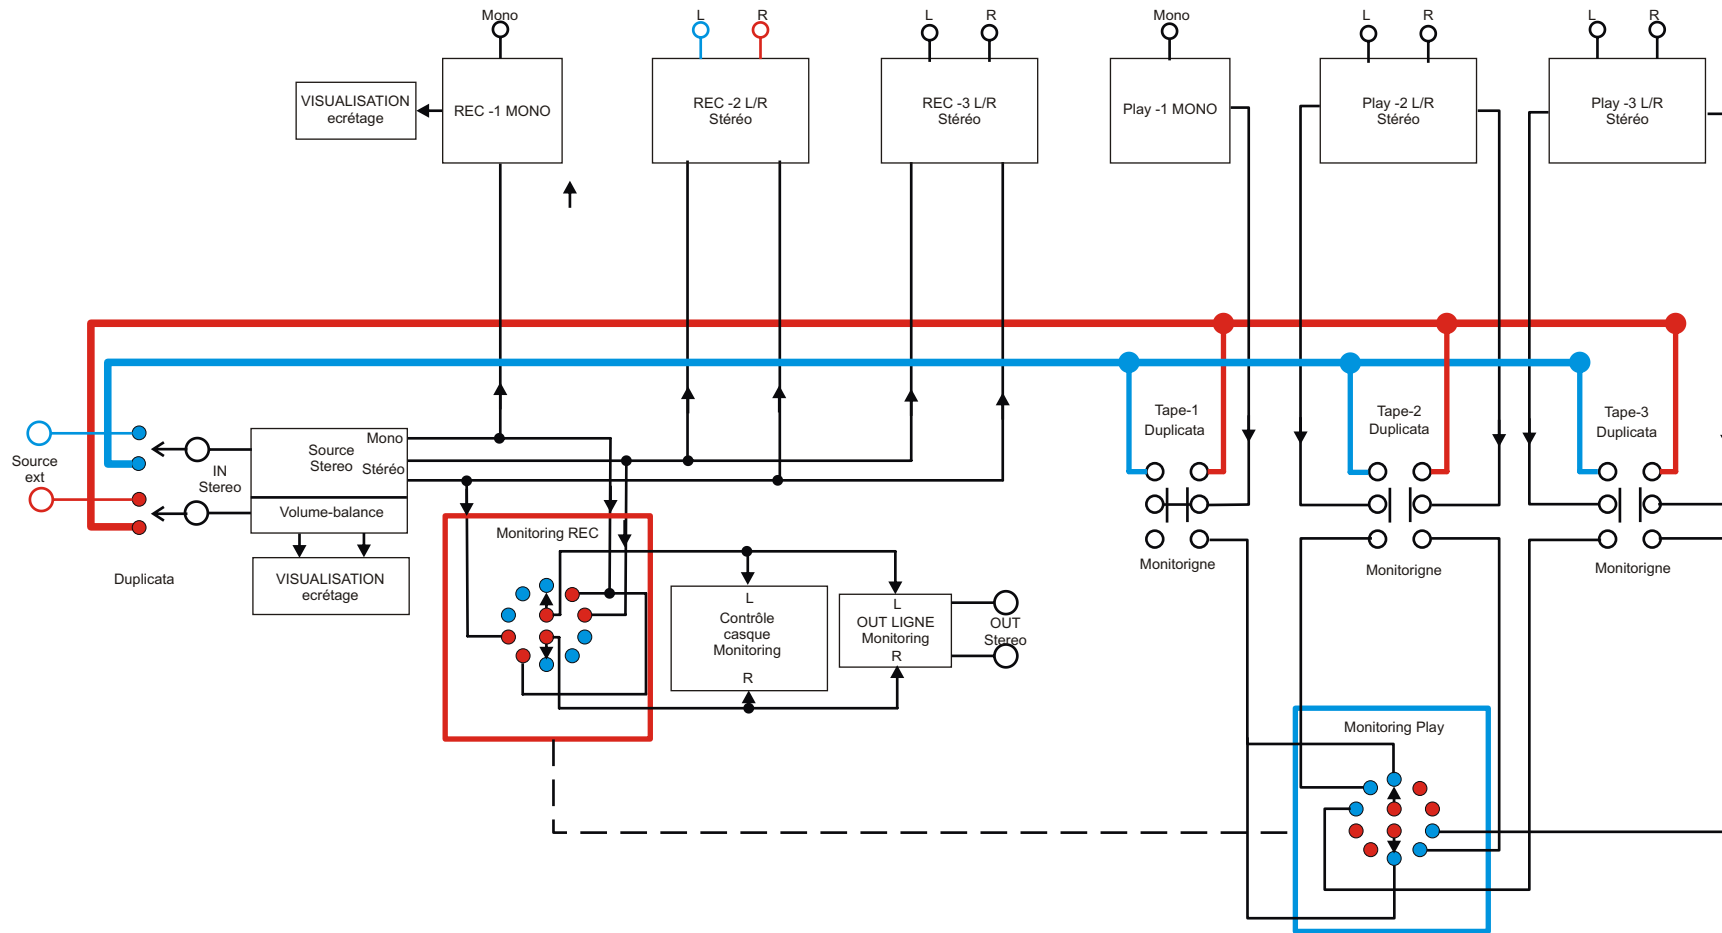 Mono
L
R
L
R
Mono
L
R
L
R
VISUALISATION
ecrétage
REC -1 MONO
REC -2 L/R
Stéréo
REC -3 L/R
Stéréo
Play -1 MONO
Play -2 L/R
Stéréo
Play -3 L/R
Stéréo
Tape-1
Duplicata
Tape-2
Duplicata
Tape-3
Duplicata
Source
ext
IN
Stereo
Source
Stereo
Mono
Stéréo
Volume-balance
VISUALISATION
ecrétage
Duplicata
Monitoring REC
L
Contrôle
casque
Monitoring
R
L
OUT LIGNE
Monitoring
R
OUT
Stereo
Monitorigne
Monitorigne
Monitorigne
Monitoring Play